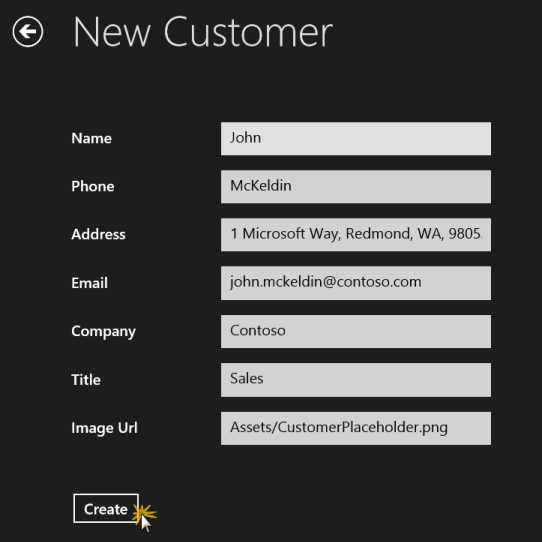 New Customer
Name John
Phone McKeldin
Address 1 Microsoft Way, Redmond, WA, 9805
Email john.mckeldin@contoso.com
Company Contoso
Title Sales
Image Url Assets/CustomerPlaceholder.png
Create